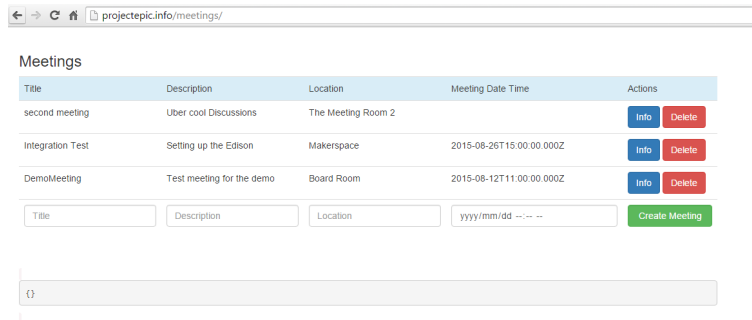 projectepic.info/meetings/
Meetings
Title Description Location Meeting Date Time Actions
second meeting Uber cool Discussions The Meeting Room 2 Info Delete
Integration Test Setting up the Edison Makerspace 2015-08-26T15:00:00.000Z Info Delete
DemoMeeting Test meeting for the demo Board Room 2015-08-12T11:00:00.000Z Info Delete
Title Description Location yyyy/mm/dd --:-- -- Create Meeting
{}